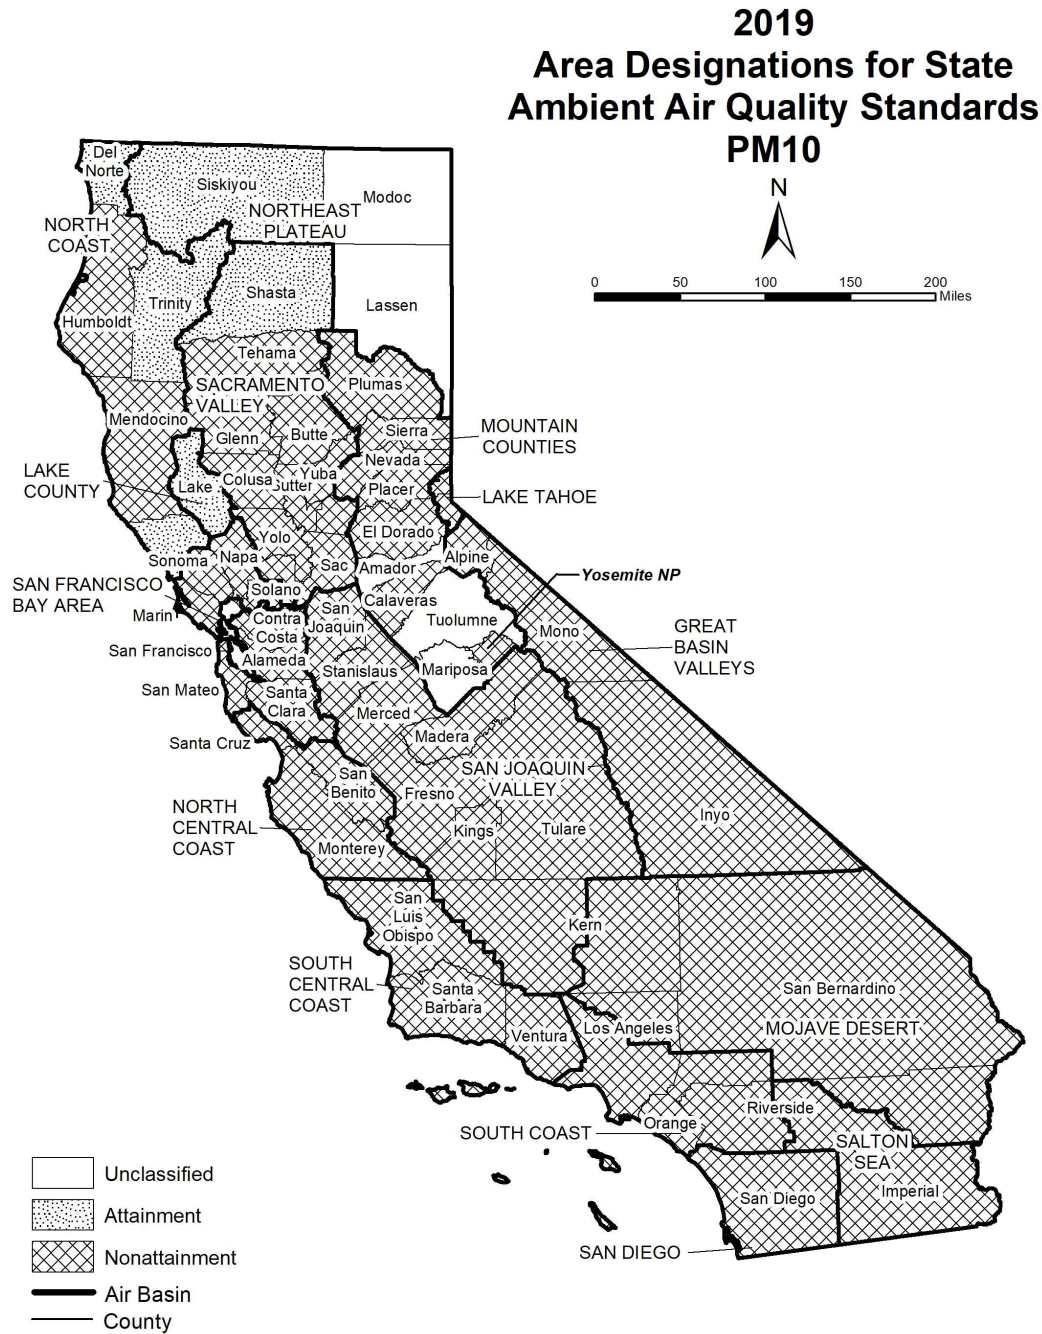 2019
Area Designations for State
Ambient Air Quality Standards
PM10
N
0 50 100 150 200
Miles
Del
Norte
Siskiyou
Modoc
NORTHEAST
PLATEAU
NORTH
COAST
Trinity
Shasta
Lassen
Humboldt
Tehama
SACRAMENTO
VALLEY
Plumas
Mendocino
Glenn
Butte
Sierra
MOUNTAIN
COUNTIES
Nevada
LAKE
COUNTY
Lake
Colusa
Sutter
Yuba
Placer
LAKE TAHOE
El Dorado
Yolo
Sonoma
Napa
Sac
Amador
Alpine
Yosemite NP
SAN FRANCISCO
BAY AREA
Solano
Calaveras
Marin
Contra
Costa
San
Joaquin
Tuolumne
Mono
GREAT
BASIN
VALLEYS
San Francisco
Alameda
Stanislaus
Mariposa
San Mateo
Santa
Clara
Merced
Madera
Santa Cruz
SAN JOAQUIN
VALLEY
San
Benito
Fresno
NORTH
CENTRAL
COAST
Inyo
Kings
Tulare
Monterey
San
Luis
Obispo
Kern
SOUTH
CENTRAL
COAST
Santa
Barbara
San Bernardino
MOJAVE DESERT
Ventura
Los Angeles
Riverside
Orange
SOUTH COAST
SALTON
SEA
San Diego
Imperial
SAN DIEGO
Unclassified
Attainment
Nonattainment
Air Basin
County